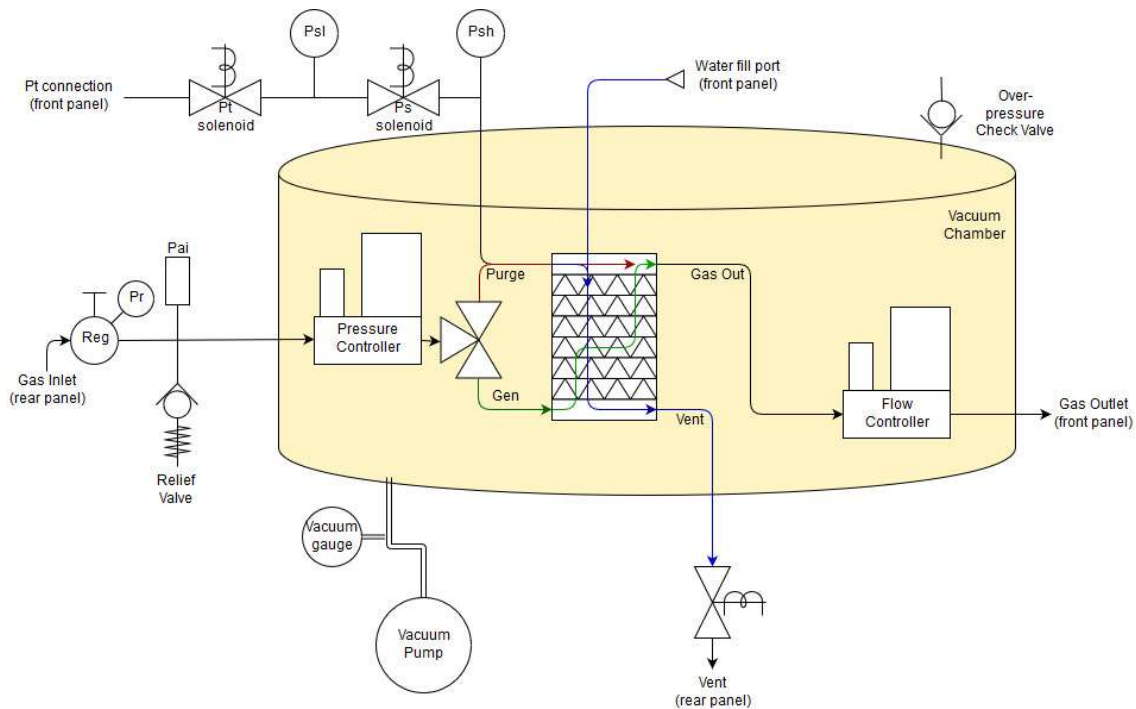 Psl
Psh
Pt connection
(front panel)
Pt
solenoid
Ps
solenoid
Water fill port
(front panel)
Over-
pressure
Check Valve
Vacuum
Chamber
Pai
Pr
Reg
Gas Inlet
(rear panel)
Pressure
Controller
Purge
Gen
Gas Out
Vent
Flow
Controller
Gas Outlet
(front panel)
Relief
Valve
Vacuum
gauge
Vacuum
Pump
Vent
(rear panel)